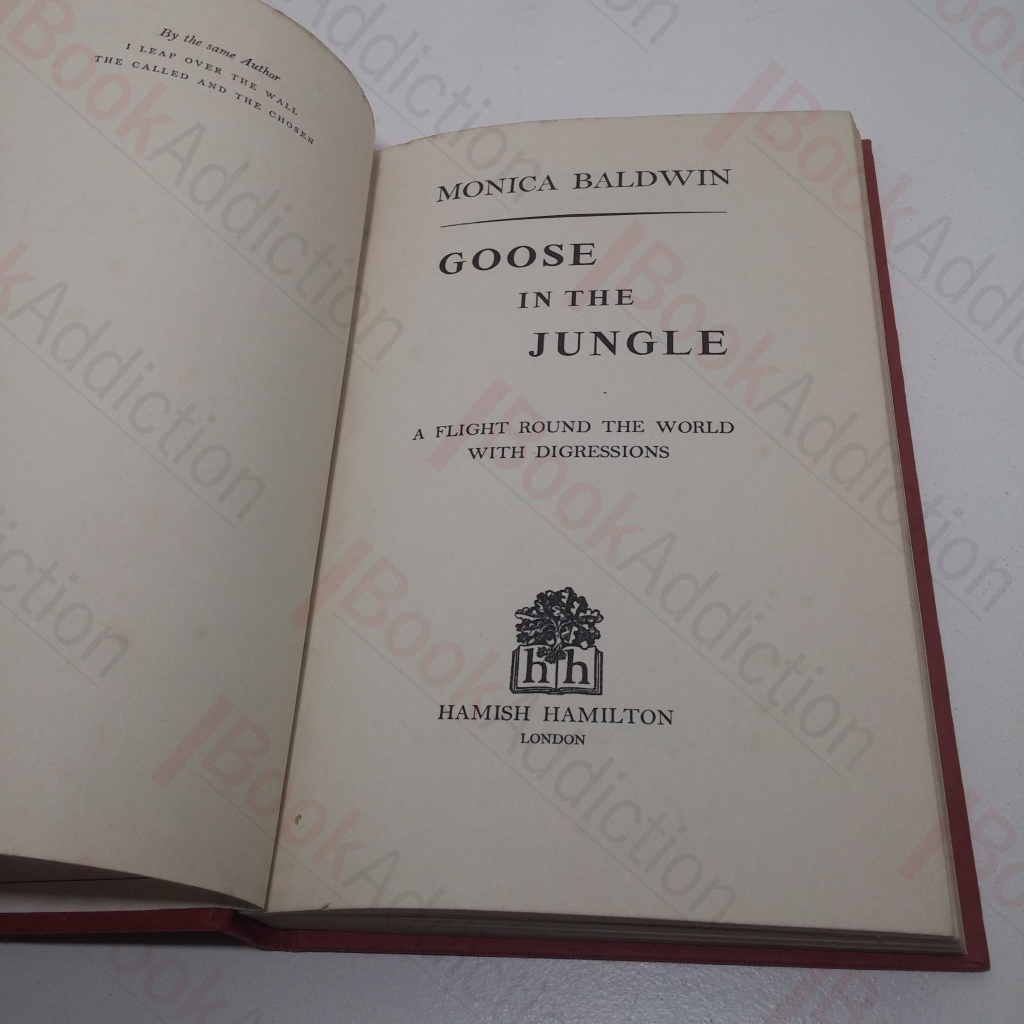 By the same Author
I LEAP OVER THE WALL
THE CALLED AND THE CHOSEN
MONICA BALDWIN
GOOSE
IN THE
JUNGLE
A FLIGHT ROUND THE WORLD
WITH DIGRESSIONS
hh
HAMISH HAMILTON
LONDON
BookAddiction